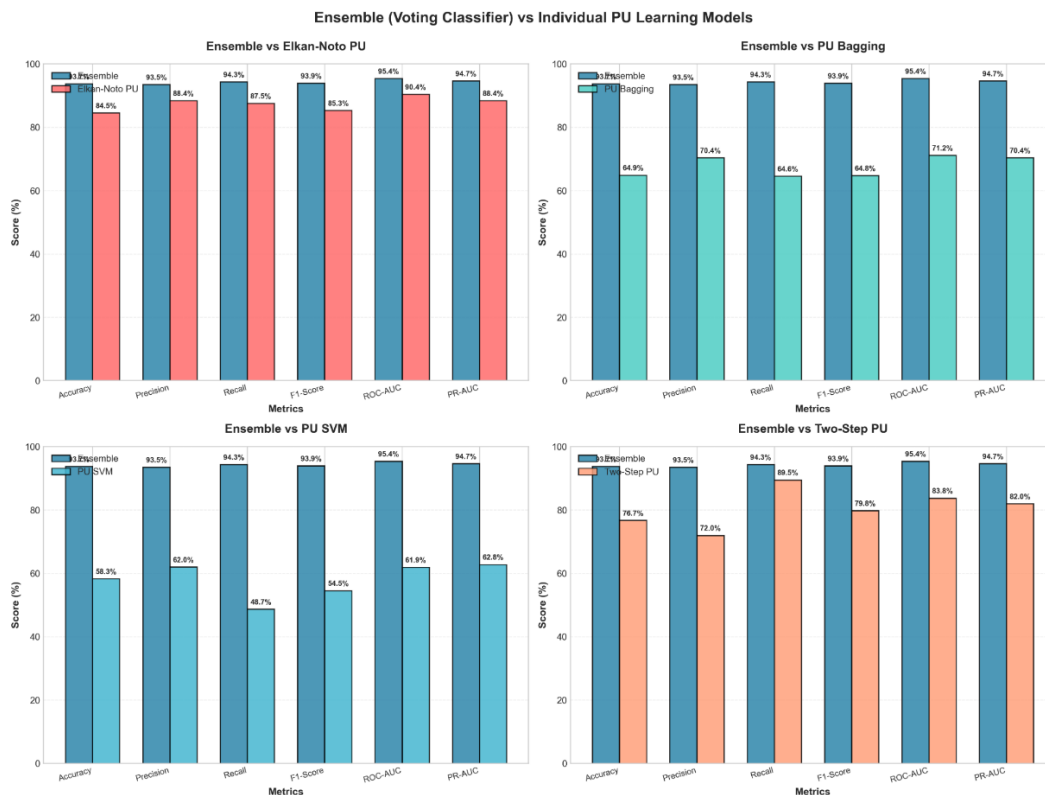 Ensemble (Voting Classifier) vs Individual PU Learning Models
Ensemble vs Elkan-Noto PU
Ensemble
Elkan-Noto PU
100
80
60
40
20
0
Score (%)
84.5%
93.5%
88.4%
94.3%
87.5%
93.9%
85.3%
95.4%
90.4%
94.7%
88.4%
Accuracy
Precision
Recall
F1-Score
ROC-AUC
PR-AUC
Metrics
Ensemble vs PU Bagging
Ensemble
PU Bagging
100
80
60
40
20
0
Score (%)
64.9%
93.5%
70.4%
94.3%
64.6%
93.9%
64.8%
95.4%
71.2%
94.7%
70.4%
Accuracy
Precision
Recall
F1-Score
ROC-AUC
PR-AUC
Metrics
Ensemble vs PU SVM
Ensemble
PU SVM
100
80
60
40
20
0
Score (%)
58.3%
93.5%
62.0%
94.3%
48.7%
93.9%
54.5%
95.4%
61.9%
94.7%
62.8%
Accuracy
Precision
Recall
F1-Score
ROC-AUC
PR-AUC
Metrics
Ensemble vs Two-Step PU
Ensemble
Two-Step PU
100
80
60
40
20
0
Score (%)
76.7%
93.5%
72.0%
94.3%
89.5%
93.9%
79.8%
95.4%
83.8%
94.7%
82.0%
Accuracy
Precision
Recall
F1-Score
ROC-AUC
PR-AUC
Metrics